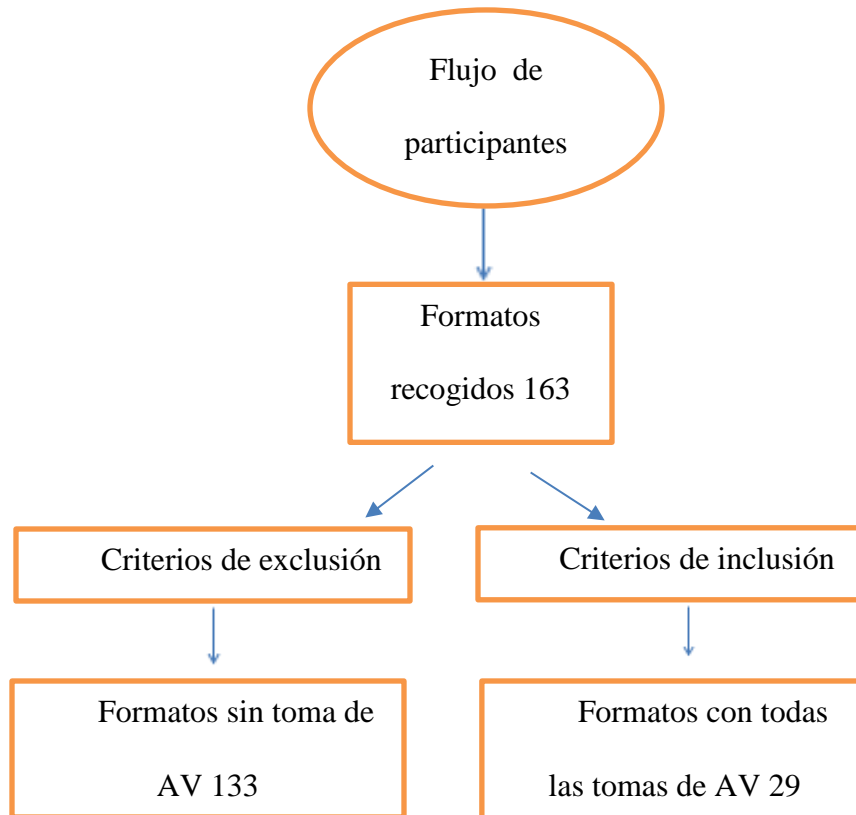 Flujo de
participantes
Formatos
recogidos 163
Criterios de exclusión
Criterios de inclusión
Formatos sin toma de
AV 133
Formatos con todas
las tomas de AV 29